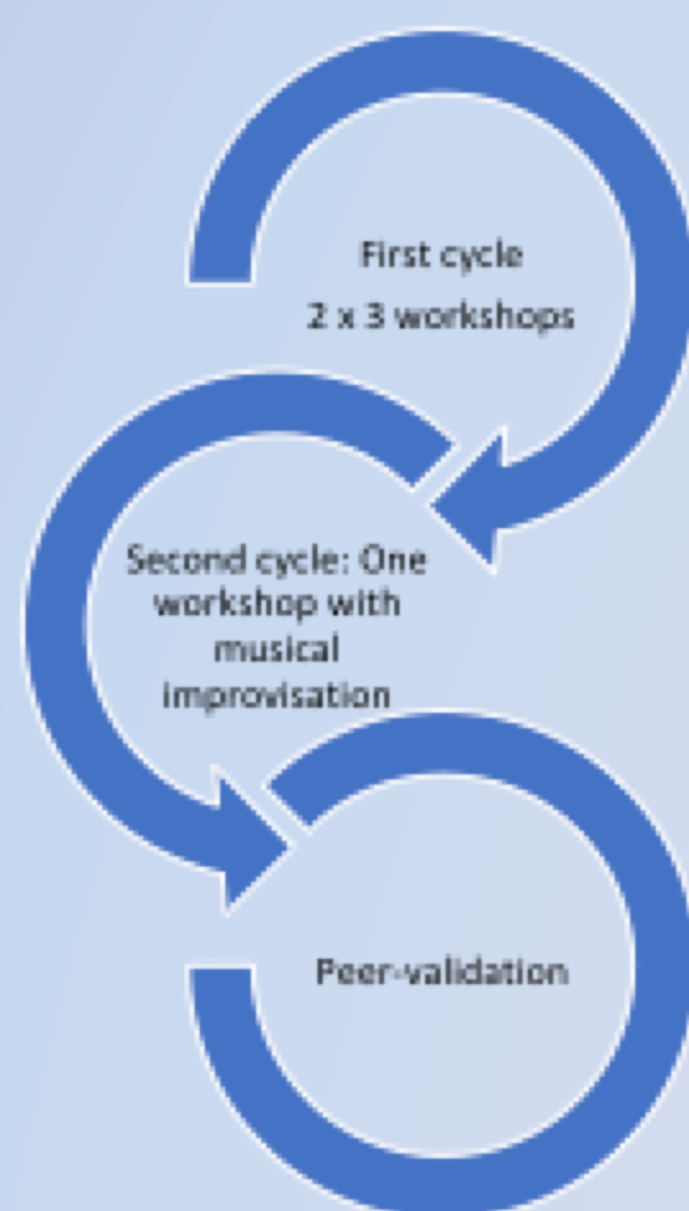 First cycle
2 x 3 workshops
Second cycle: One
workshop with
musical
improvisation
Peer-validation